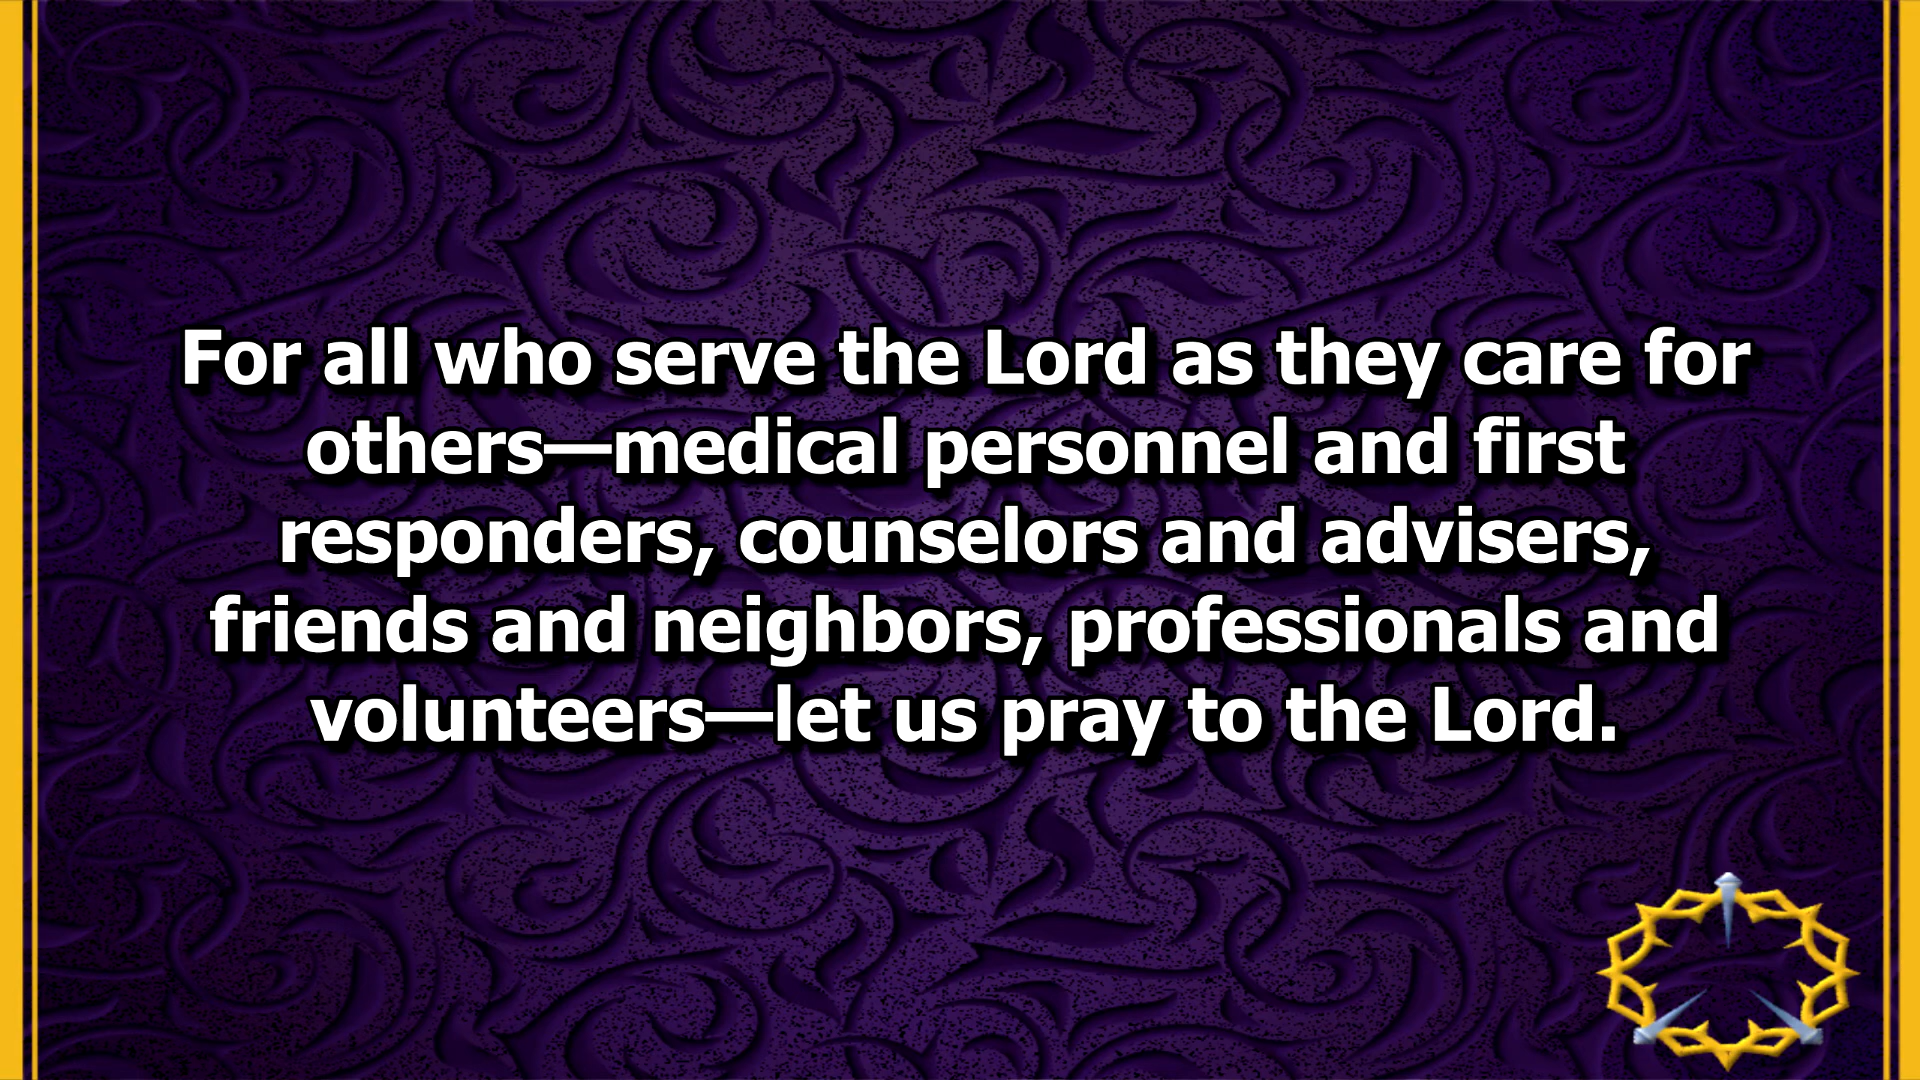 For all who serve the Lord as they care for
others—medical personnel and first
responders, counselors and advisers,
friends and neighbors, professionals and
volunteers—let us pray to the Lord.